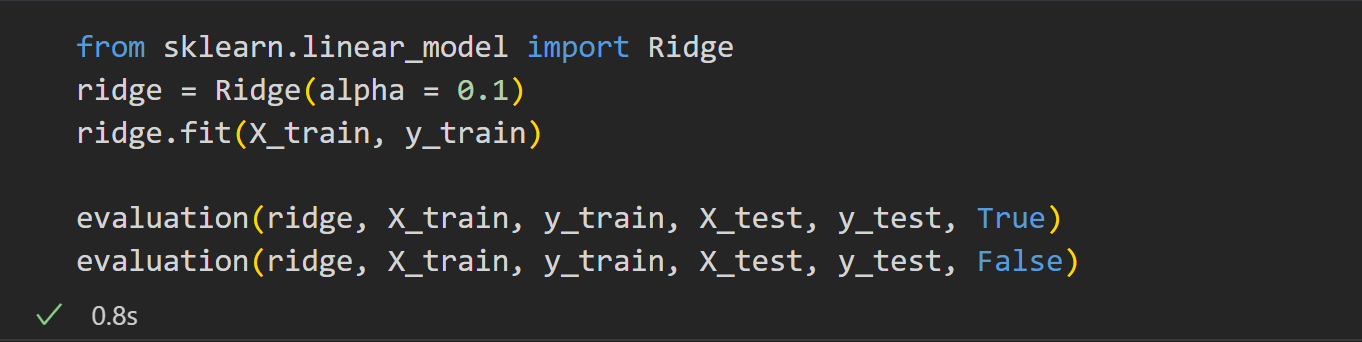 from sklearn.linear_model import Ridge
ridge = Ridge(alpha = 0.1)
ridge.fit(X_train, y_train)
evaluation(ridge, X_train, y_train, X_test, y_test, True)
evaluation(ridge, X_train, y_train, X_test, y_test, False)
0.8s